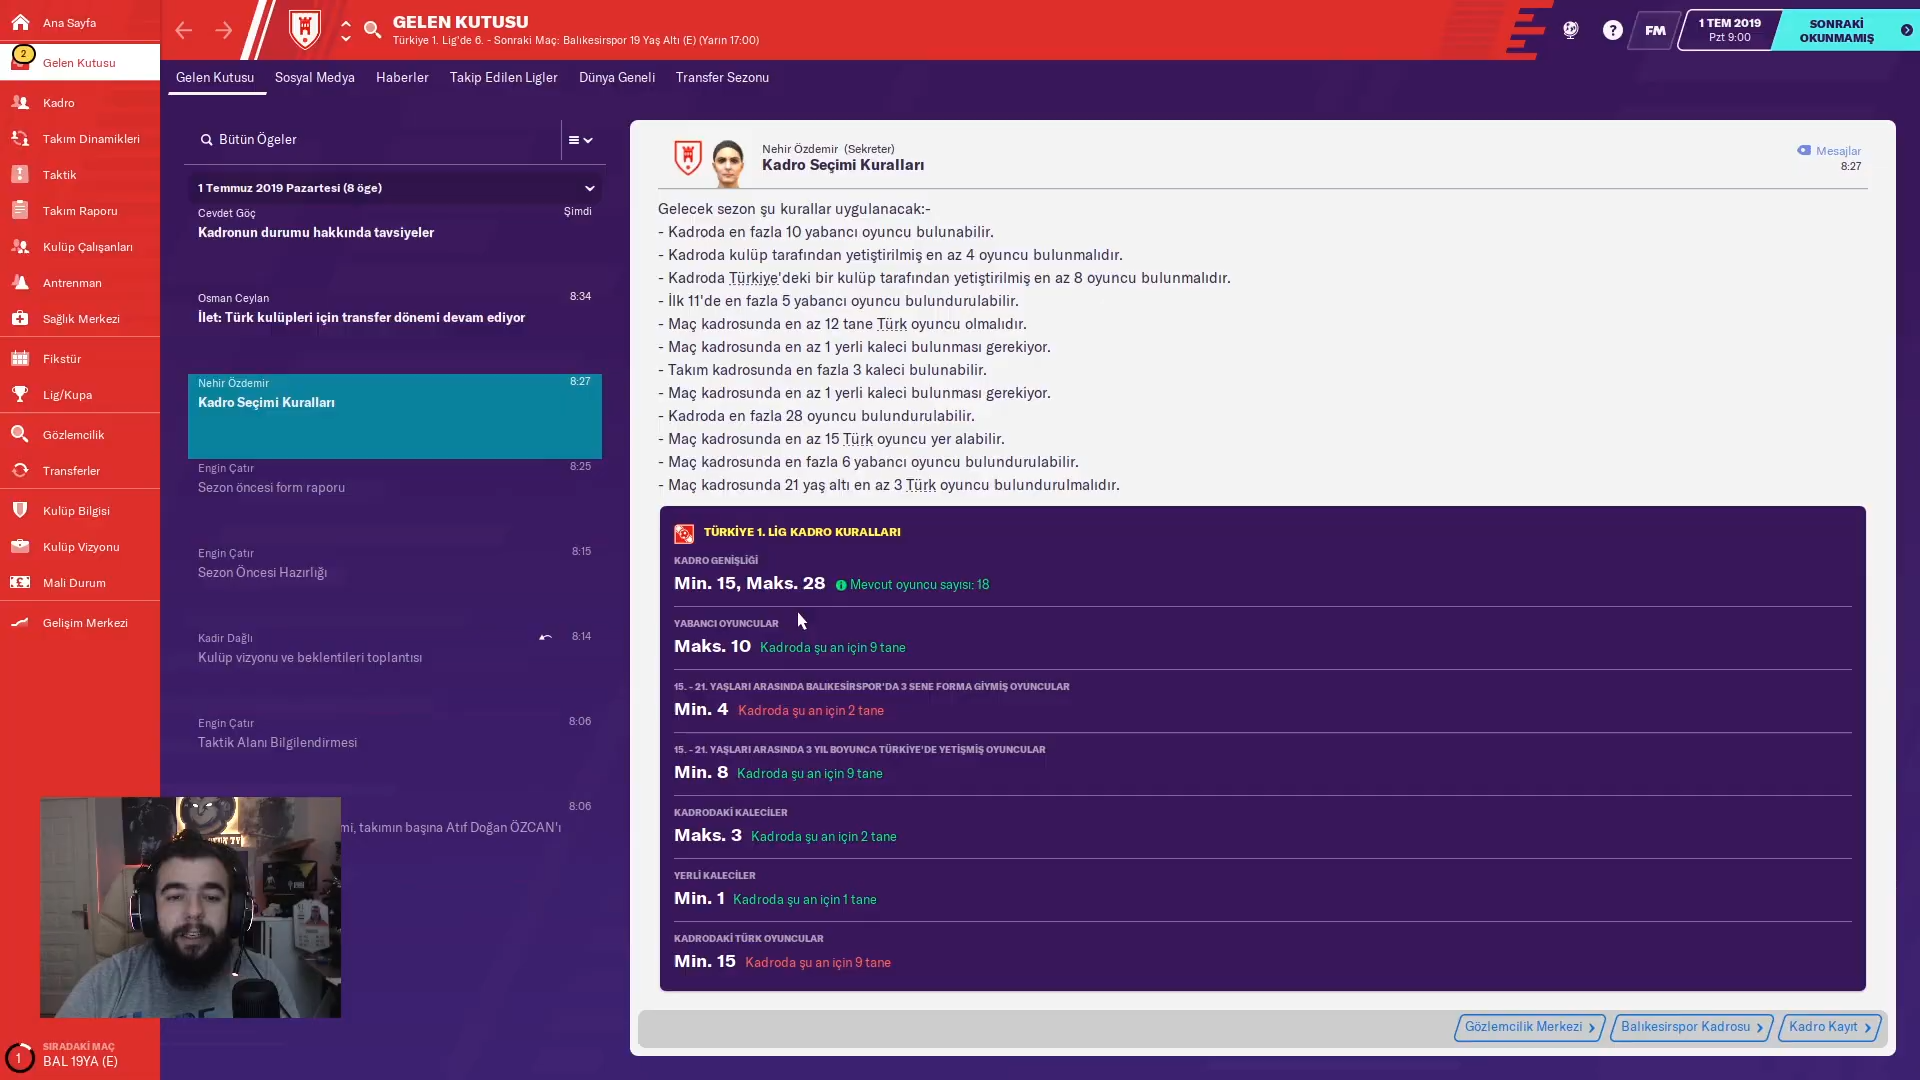 Ana Sayfa
2
Gelen Kutusu
Kadro
Takım Dinamikleri
Taktik
Takım Raporu
Kulüp Çalışanları
Antrenman
Sağlık Merkezi
Fikstür
Lig/Kupa
Gözlemcilik
Transferler
Kulüp Bilgisi
Kulüp Vizyonu
Mali Durum
Gelişim Merkezi
1
SIRADAKİ MAÇ
BAL 19YA (E)
GELEN KUTUSU
Türkiye 1. Lig'de 6. - Sonraki Maç: Balıkesirspor 19 Yaş Altı (E) (Yarın 17:00)
?
FM
1 TEM 2019
Pzt 9:00
SONRAKİ
OKUNMAMIŞ
Gelen Kutusu Sosyal Medya Haberler Takip Edilen Ligler Dünya Geneli Transfer Sezonu
Bütün Ögeler
1 Temmuz 2019 Pazartesi (8 öge)
Cevdet Göç Şimdi
Kadronun durumu hakkında tavsiyeler
Osman Ceylan 8:34
İlet: Türk kulüpleri için transfer dönemi devam ediyor
Nehir Özdemir 8:27
Kadro Seçimi Kuralları
Engin Çatır 8:25
Sezon öncesi form raporu
Engin Çatır 8:15
Sezon Öncesi Hazırlığı
Kadir Dağlı 8:14
Kulüp vizyonu ve beklentileri toplantısı
Engin Çatır 8:06
Taktik Alanı Bilgilendirmesi
8:06
mi, takımın başına Atıf Doğan ÖZCAN'ı
Nehir Özdemir (Sekreter)
Kadro Seçimi Kuralları
Mesajlar
8:27
Gelecek sezon şu kurallar uygulanacak:-
- Kadroda en fazla 10 yabancı oyuncu bulunabilir.
- Kadroda kulüp tarafından yetiştirilmiş en az 4 oyuncu bulunmalıdır.
- Kadroda Türkiye'deki bir kulüp tarafından yetiştirilmiş en az 8 oyuncu bulunmalıdır.
- İlk 11'de en fazla 5 yabancı oyuncu bulundurulabilir.
- Maç kadrosunda en az 12 tane Türk oyuncu olmalıdır.
- Maç kadrosunda en az 1 yerli kaleci bulunması gerekiyor.
- Takım kadrosunda en fazla 3 kaleci bulunabilir.
- Maç kadrosunda en az 1 yerli kaleci bulunması gerekiyor.
- Kadroda en fazla 28 oyuncu bulundurulabilir.
- Maç kadrosunda en az 15 Türk oyuncu yer alabilir.
- Maç kadrosunda en fazla 6 yabancı oyuncu bulundurulabilir.
- Maç kadrosunda 21 yaş altı en az 3 Türk oyuncu bulundurulmalıdır.
TÜRKİYE 1. LİG KADRO KURALLARI
KADRO GENİŞLİĞİ
Min. 15, Maks. 28 Mevcut oyuncu sayısı: 18
YABANCI OYUNCULAR
Maks. 10 Kadroda şu an için 9 tane
15. - 21. YAŞLARI ARASINDA BALIKESİRSPOR'DA 3 SENE FORMA GİYMİŞ OYUNCULAR
Min. 4 Kadroda şu an için 2 tane
15. - 21. YAŞLARI ARASINDA 3 YIL BOYUNCA TÜRKİYE'DE YETİŞMİŞ OYUNCULAR
Min. 8 Kadroda şu an için 9 tane
KADRODAKİ KALECİLER
Maks. 3 Kadroda şu an için 2 tane
YERLİ KALECİLER
Min. 1 Kadroda şu an için 1 tane
KADRODAKİ TÜRK OYUNCULAR
Min. 15 Kadroda şu an için 9 tane
Gözlemcilik Merkezi Balıkesirspor Kadrosu Kadro Kayıt